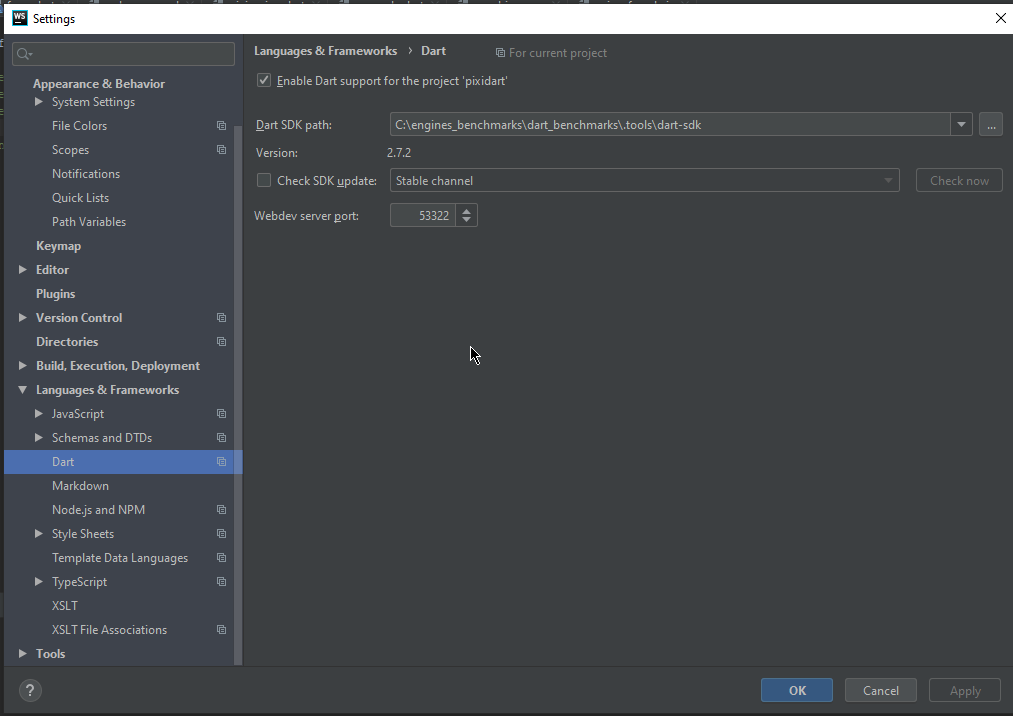 WS Settings
Appearance & Behavior
System Settings
File Colors
Scopes
Notifications
Quick Lists
Path Variables
Keymap
Editor
Plugins
Version Control
Directories
Build, Execution, Deployment
Languages & Frameworks
JavaScript
Schemas and DTDs
Dart
Markdown
Node.js and NPM
Style Sheets
Template Data Languages
TypeScript
XSLT
XSLT File Associations
Tools
?
Languages & Frameworks › Dart For current project
Enable Dart support for the project 'pixidart'
Dart SDK path: C:\engines_benchmarks\dart_benchmarks\.tools\dart-sdk ...
Version: 2.7.2
Check SDK update: Stable channel Check now
Webdev server port: 53322
OK Cancel Apply